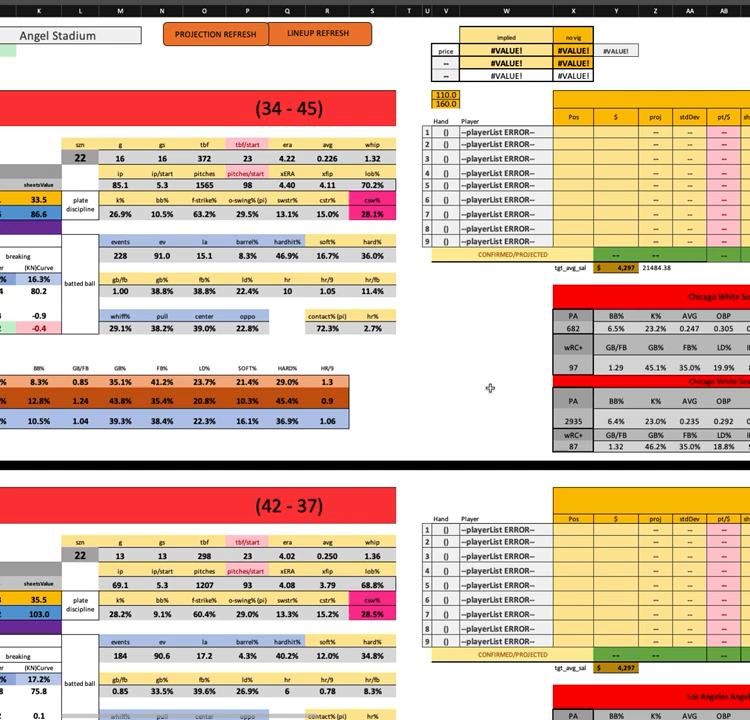 K L M N O P Q R S T U V W X Y Z AA AB
Angel Stadium PROJECTION REFRESH LINEUP REFRESH
implied no vig
price #VALUE! #VALUE! #VALUE!
-- #VALUE! #VALUE!
-- #VALUE! #VALUE!
110.0
160.0
(34 - 45)
Hand Player Pos $ proj stdDev pt/$
1 () --playerList ERROR-- -- -- --
2 () --playerList ERROR-- -- -- --
3 () --playerList ERROR-- -- -- --
4 () --playerList ERROR-- -- -- --
5 () --playerList ERROR-- -- -- --
6 () --playerList ERROR-- -- -- --
7 () --playerList ERROR-- -- -- --
8 () --playerList ERROR-- -- -- --
9 () --playerList ERROR-- -- -- --
CONFIRMED/PROJECTED -- -- --
tgt_avg_sal $ 4,297 21484.38
szn g gs tbf tbf/start era avg whip
22 16 16 372 23 4.22 0.226 1.32
ip ip/start pitches pitches/start xERA xfip lob%
sheetsValue 85.1 5.3 1565 98 4.40 4.11 70.2%
33.5 plate discipline k% bb% f-strike% o-swing% (pi) swstr% cstr% csw%
86.6 26.9% 10.5% 63.2% 29.5% 13.1% 15.0% 28.1%
breaking
(KN)Curve
16.3%
80.2
-0.9
-0.4
batted ball
events ev la barrel% hardhit% soft% hard%
228 91.0 15.1 8.3% 46.9% 16.7% 36.0%
gb/fb gb% fb% ld% hr hr/9 hr/fb
1.00 38.8% 38.8% 22.4% 10 1.05 11.4%
whiff% pull center oppo contact% (pi) hr%
29.1% 38.2% 39.0% 22.8% 72.3% 2.7%
BB% GB/FB GB% FB% LD% SOFT% HARD% HR/9
8.3% 0.85 35.1% 41.2% 23.7% 21.4% 29.0% 1.3
12.8% 1.24 43.8% 35.4% 20.8% 10.3% 45.4% 0.9
10.5% 1.04 39.3% 38.4% 22.3% 16.1% 36.9% 1.06
PA BB% K% AVG OBP
682 6.5% 23.2% 0.247 0.305
wRC+ GB/FB GB% FB% LD%
97 1.29 45.1% 35.0% 19.9%
PA BB% K% AVG OBP
2935 6.4% 23.0% 0.235 0.292
wRC+ GB/FB GB% FB% LD%
87 1.32 46.2% 35.0% 18.8%
(42 - 37)
Hand Player Pos $ proj stdDev pt/$
1 () --playerList ERROR-- -- -- --
2 () --playerList ERROR-- -- -- --
3 () --playerList ERROR-- -- -- --
4 () --playerList ERROR-- -- -- --
5 () --playerList ERROR-- -- -- --
6 () --playerList ERROR-- -- -- --
7 () --playerList ERROR-- -- -- --
8 () --playerList ERROR-- -- -- --
9 () --playerList ERROR-- -- -- --
CONFIRMED/PROJECTED -- -- --
tgt_avg_sal $ 4,297
szn g gs tbf tbf/start era avg whip
22 13 13 298 23 4.02 0.250 1.36
ip ip/start pitches pitches/start xERA xfip lob%
sheetsValue 69.1 5.3 1207 93 4.08 3.79 68.8%
35.5 plate discipline k% bb% f-strike% o-swing% (pi) swstr% cstr% csw%
103.0 28.2% 9.1% 60.4% 29.0% 13.3% 15.2% 28.5%
breaking
(KN)Curve
17.2%
75.8
0.1
batted ball
events ev la barrel% hardhit% soft% hard%
184 90.6 17.2 4.3% 40.2% 12.0% 34.8%
gb/fb gb% fb% ld% hr hr/9 hr/fb
0.85 33.5% 39.6% 26.9% 6 0.78 8.3%
whiff% pull center oppo contact% (pi) hr%
PA BB% K% AVG OBP